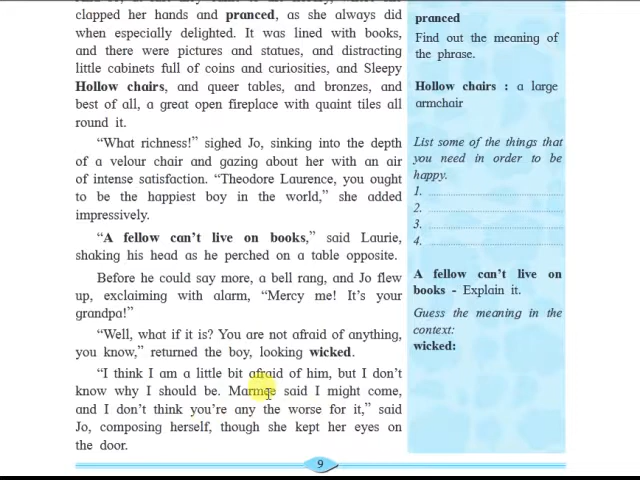 clapped her hands and pranced, as she always did
when especially delighted. It was lined with books,
and there were pictures and statues, and distracting
little cabinets full of coins and curiosities, and Sleepy
Hollow chairs, and queer tables, and bronzes, and
best of all, a great open fireplace with quaint tiles all
round it.
“What richness!” sighed Jo, sinking into the depth
of a velour chair and gazing about her with an air
of intense satisfaction. “Theodore Laurence, you ought
to be the happiest boy in the world,” she added
impressively.
“A fellow can’t live on books,” said Laurie,
shaking his head as he perched on a table opposite.
Before he could say more, a bell rang, and Jo flew
up, exclaiming with alarm, “Mercy me! It’s your
grandpa!”
“Well, what if it is? You are not afraid of anything,
you know,” returned the boy, looking wicked.
“I think I am a little bit afraid of him, but I don’t
know why I should be. Marmee said I might come,
and I don’t think you’re any the worse for it,” said
Jo, composing herself, though she kept her eyes on
the door.
pranced
Find out the meaning of
the phrase.
Hollow chairs : a large
armchair
List some of the things that
you need in order to be
happy.
1. ........................................
2. ........................................
3. ........................................
4. ........................................
A fellow can’t live on
books - Explain it.
Guess the meaning in the
context:
wicked:
9